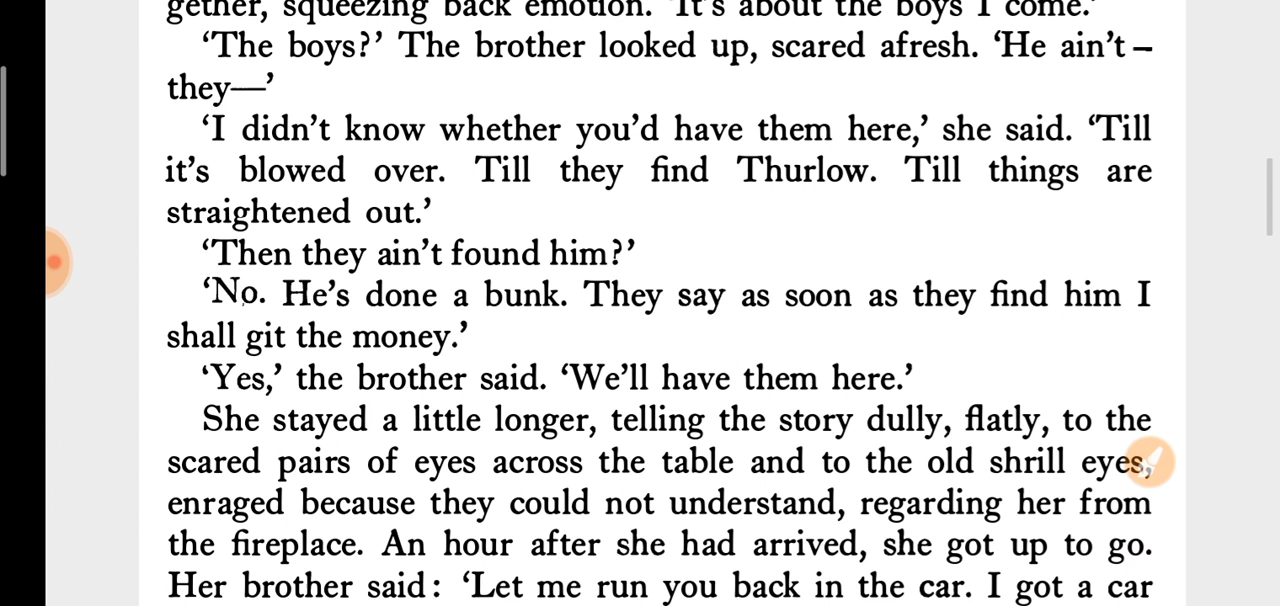 gether, squeezing back emotion. ‘It’s about the boys I come.’
‘The boys?’ The brother looked up, scared afresh. ‘He ain’t –
they—’
‘I didn’t know whether you’d have them here,’ she said. ‘Till
it’s blowed over. Till they find Thurlow. Till things are
straightened out.’
‘Then they ain’t found him?’
‘No. He’s done a bunk. They say as soon as they find him I
shall git the money.’
‘Yes,’ the brother said. ‘We’ll have them here.’
She stayed a little longer, telling the story dully, flatly, to the
scared pairs of eyes across the table and to the old shrill eyes,
enraged because they could not understand, regarding her from
the fireplace. An hour after she had arrived, she got up to go.
Her brother said: ‘Let me run you back in the car. I got a car